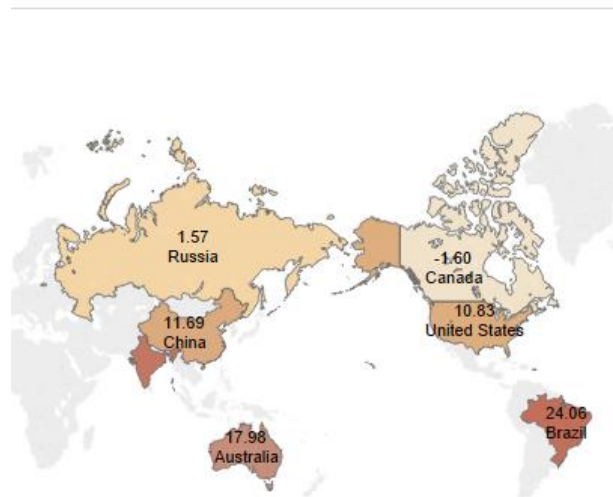 1.57
Russia
-1.60
Canada
11.69
China
10.83
United States
17.98
Australia
24.06
Brazil